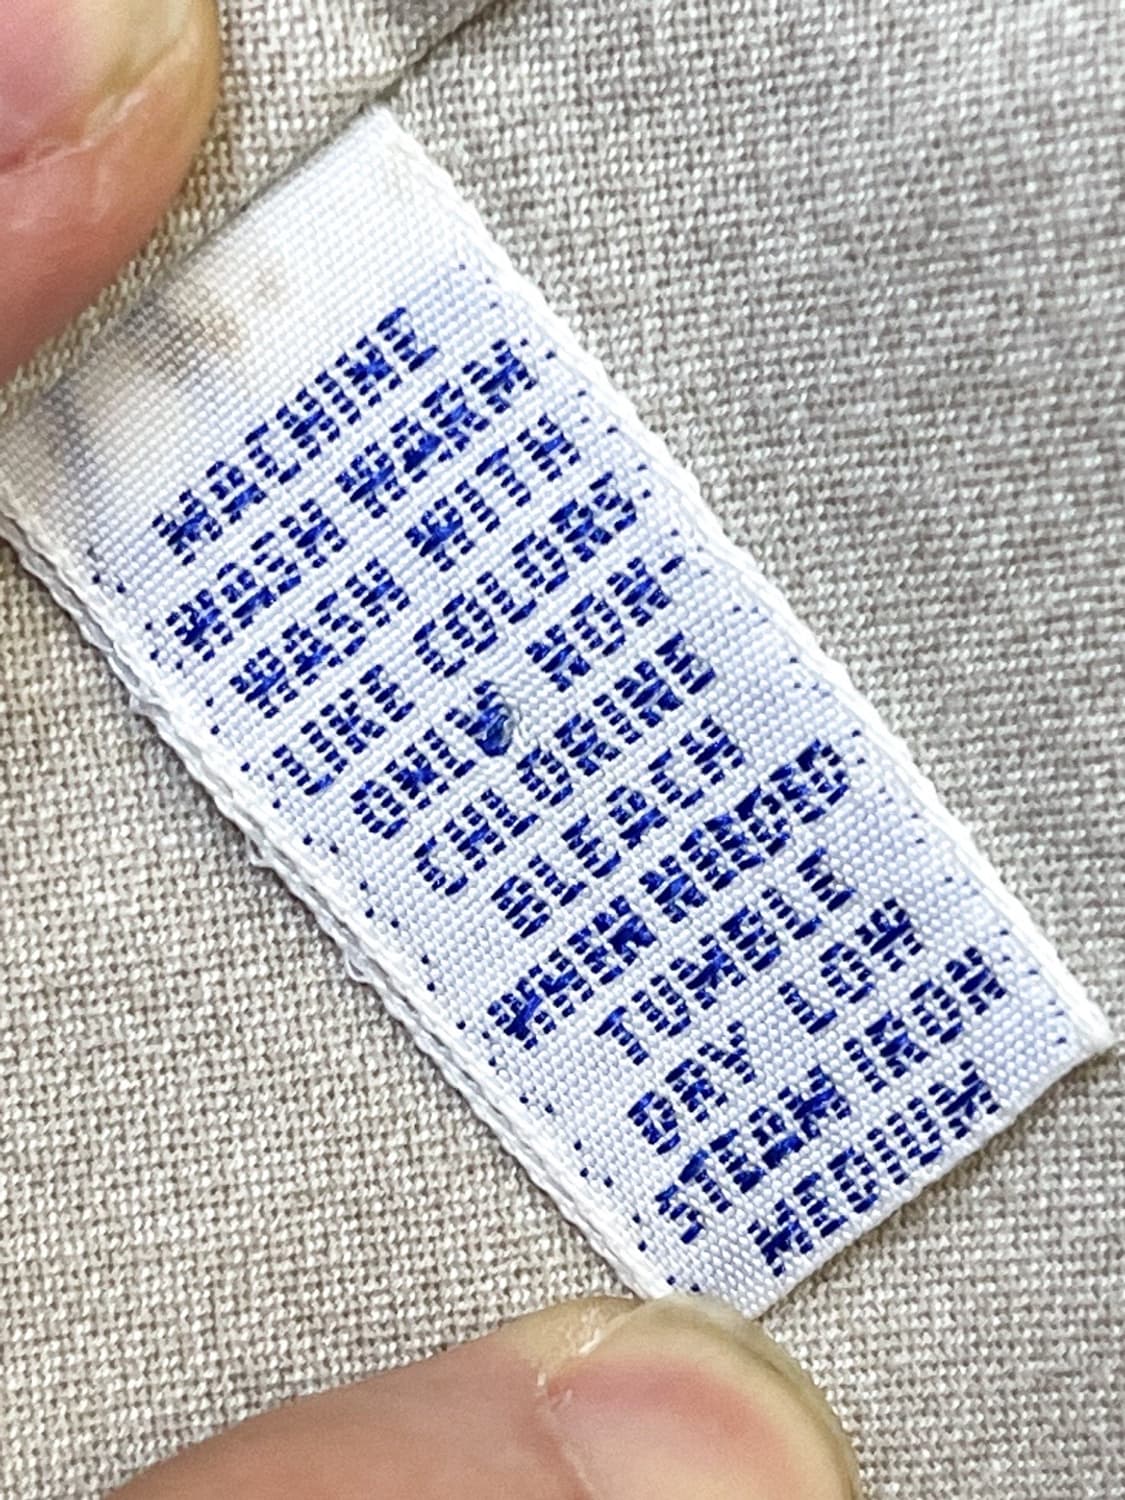 MACHINE
WASH WARM
WASH WITH
LIKE COLORS
ONLY NON
CHLORINE
BLEACH
WHEN NEEDED
TUMBLE
DRY LOW
STEAM IRON
MEDIUM